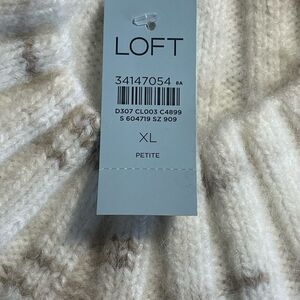 LOFT
34147054 8A
D307 CL003 C4899
S 604719 SZ 909
XL
PETITE